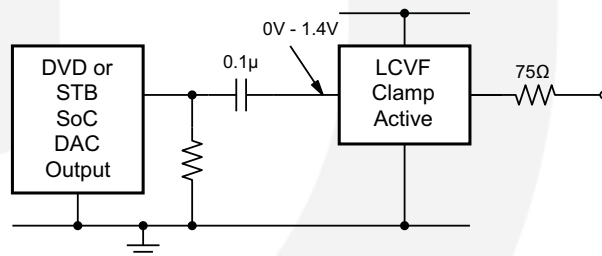 0V - 1.4V
DVD or
STB
SoC
DAC
Output
0.1µ
LCVF
Clamp
Active
75Ω